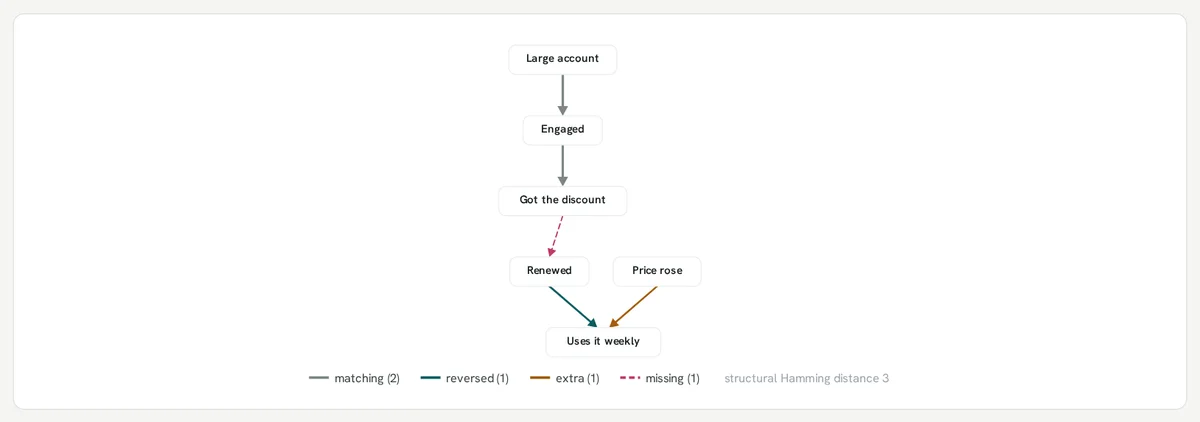 Large account
Engaged
Got the discount
Renewed
Price rose
Uses it weekly
matching (2)
reversed (1)
extra (1)
missing (1)
structural Hamming distance 3